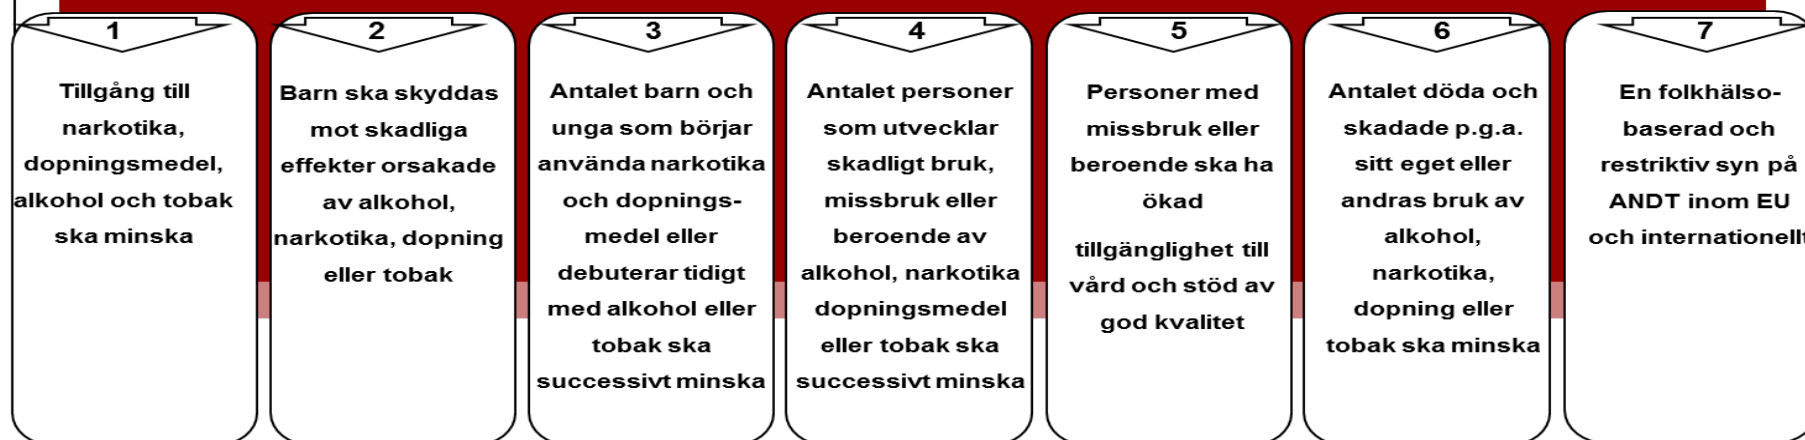 1
Tillgång till
narkotika,
dopningsmedel,
alkohol och tobak
ska minska
2
Barn ska skyddas
mot skadliga
effekter orsakade
av alkohol,
narkotika, dopning
eller tobak
3
Antalet barn och
unga som börjar
använda narkotika
och dopnings-
medel eller
debuterar tidigt
med alkohol eller
tobak ska
successivt minska
4
Antalet personer
som utvecklar
skadligt bruk,
missbruk eller
beroende av
alkohol, narkotika
dopningsmedel
eller tobak ska
successivt minska
5
Personer med
missbruk eller
beroende ska ha
ökad
tillgänglighet till
vård och stöd av
god kvalitet
6
Antalet döda och
skadade p.g.a.
sitt eget eller
andras bruk av
alkohol,
narkotika,
dopning eller
tobak ska minska
7
En folkhälso-
baserad och
restriktiv syn på
ANDT inom EU
och internationellt